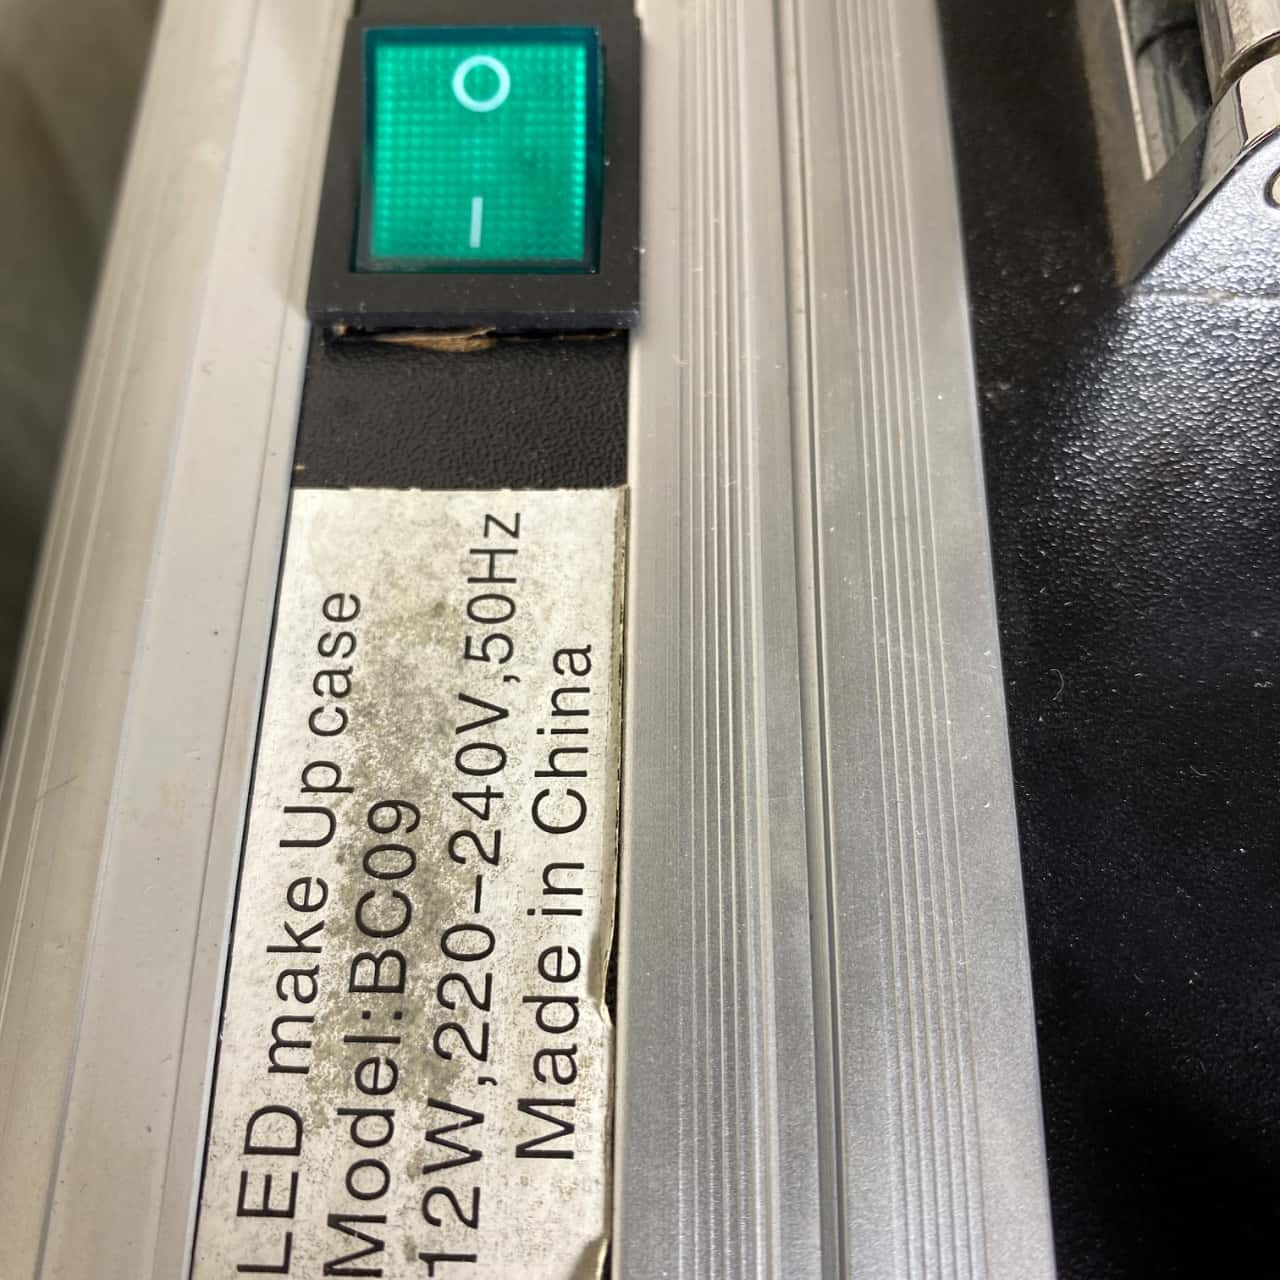 LED make Up case
Model:BC09
12W,220-240V,50Hz
Made in China